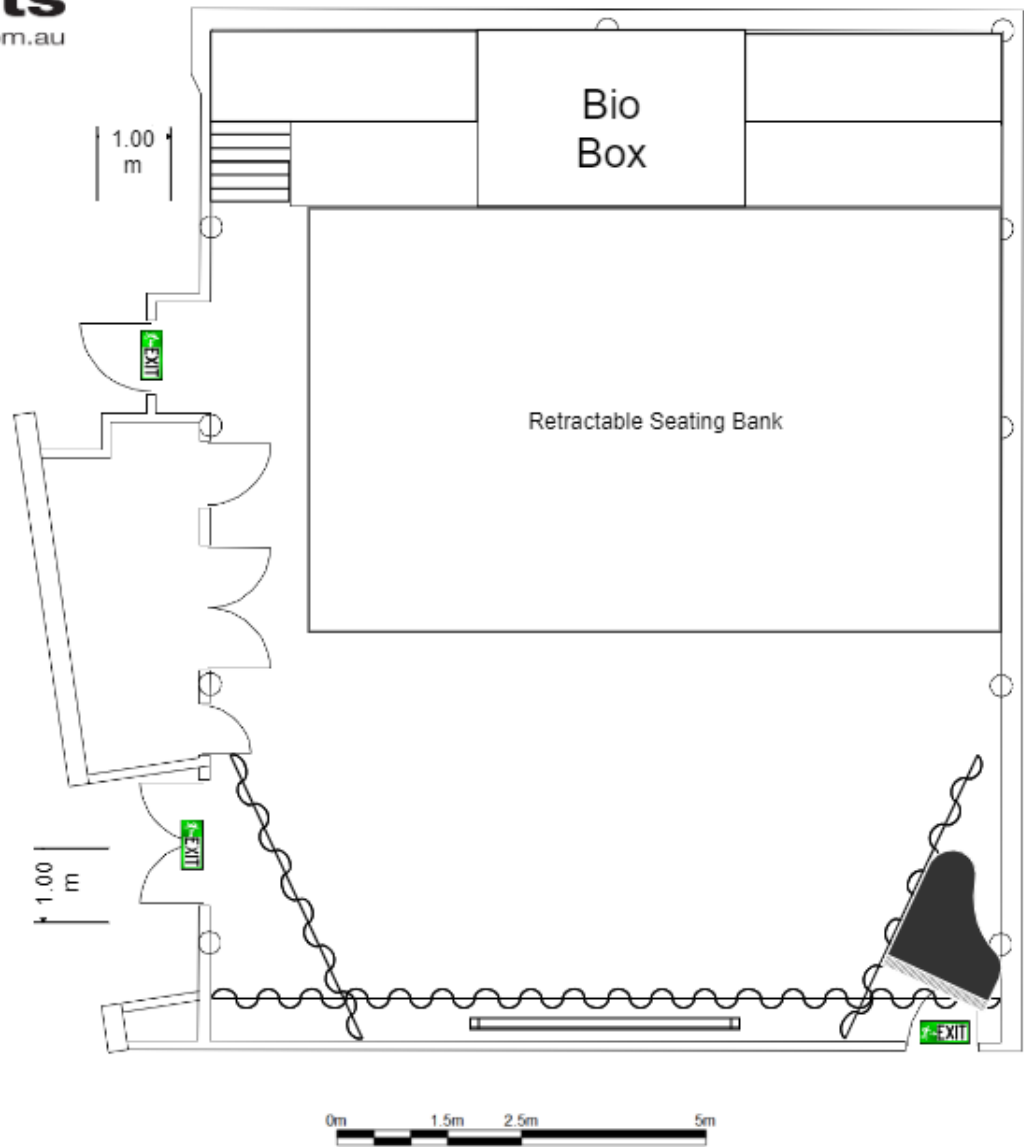 ts
m.au
Bio
Box
1.00
m
EXIT
Retractable Seating Bank
EXIT
1.00
m
EXIT
0m 1.5m 2.5m 5m